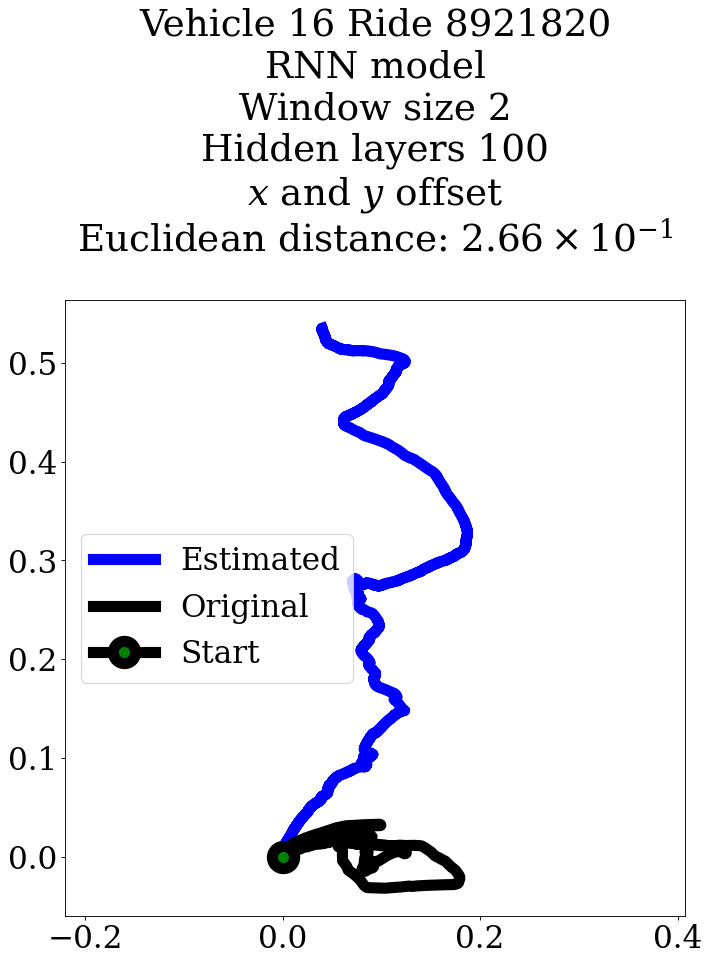 Vehicle 16 Ride 8921820
RNN model
Window size 2
Hidden layers 100
x and y offset
Euclidean distance: 2.66 × 10⁻¹
0.5
0.4
0.3
0.2
0.1
0.0
Estimated
Original
Start
−0.2
0.0
0.2
0.4